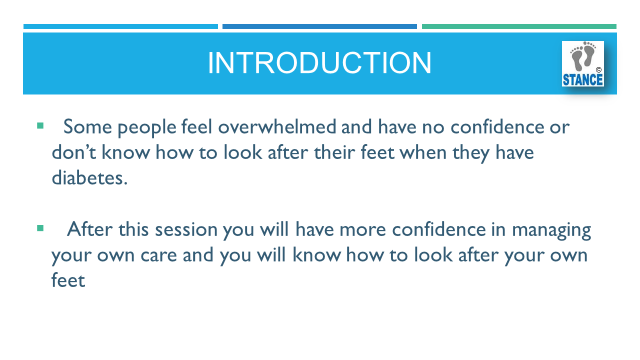 INTRODUCTION
©
STANCE
Some people feel overwhelmed and have no confidence or
don’t know how to look after their feet when they have
diabetes.
After this session you will have more confidence in managing
your own care and you will know how to look after your own
feet